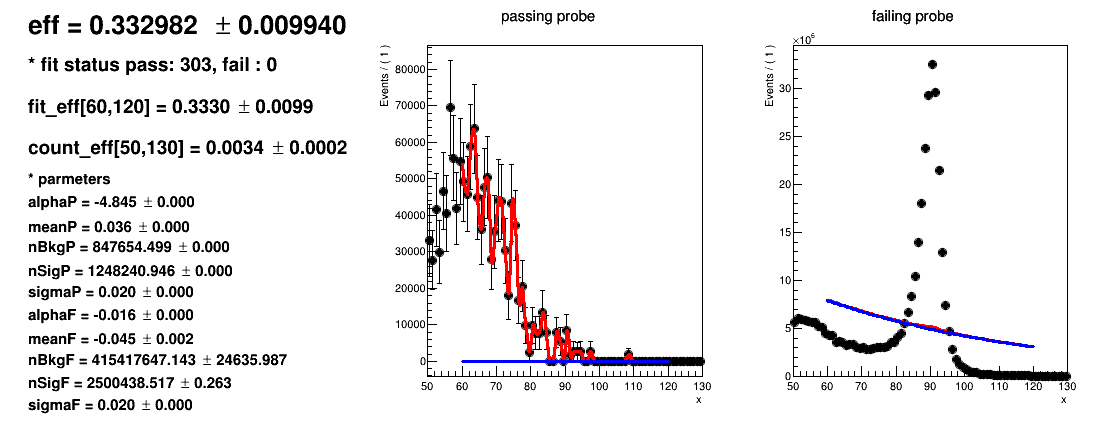 eff = 0.332982 ± 0.009940
* fit status pass: 303, fail : 0
fit_eff[60,120] = 0.3330 ± 0.0099
count_eff[50,130] = 0.0034 ± 0.0002
* parmeters
alphaP = -4.845 ± 0.000
meanP = 0.036 ± 0.000
nBkgP = 847654.499 ± 0.000
nSigP = 1248240.946 ± 0.000
sigmaP = 0.020 ± 0.000
alphaF = -0.016 ± 0.000
meanF = -0.045 ± 0.002
nBkgF = 415417647.143 ± 24635.987
nSigF = 2500438.517 ± 0.263
sigmaF = 0.020 ± 0.000
passing probe
Events / ( 1 )
80000
70000
60000
50000
40000
30000
20000
10000
0
50 60 70 80 90 100 110 120 130
x
failing probe
×10⁶
Events / ( 1 )
30
25
20
15
10
5
0
50 60 70 80 90 100 110 120 130
x